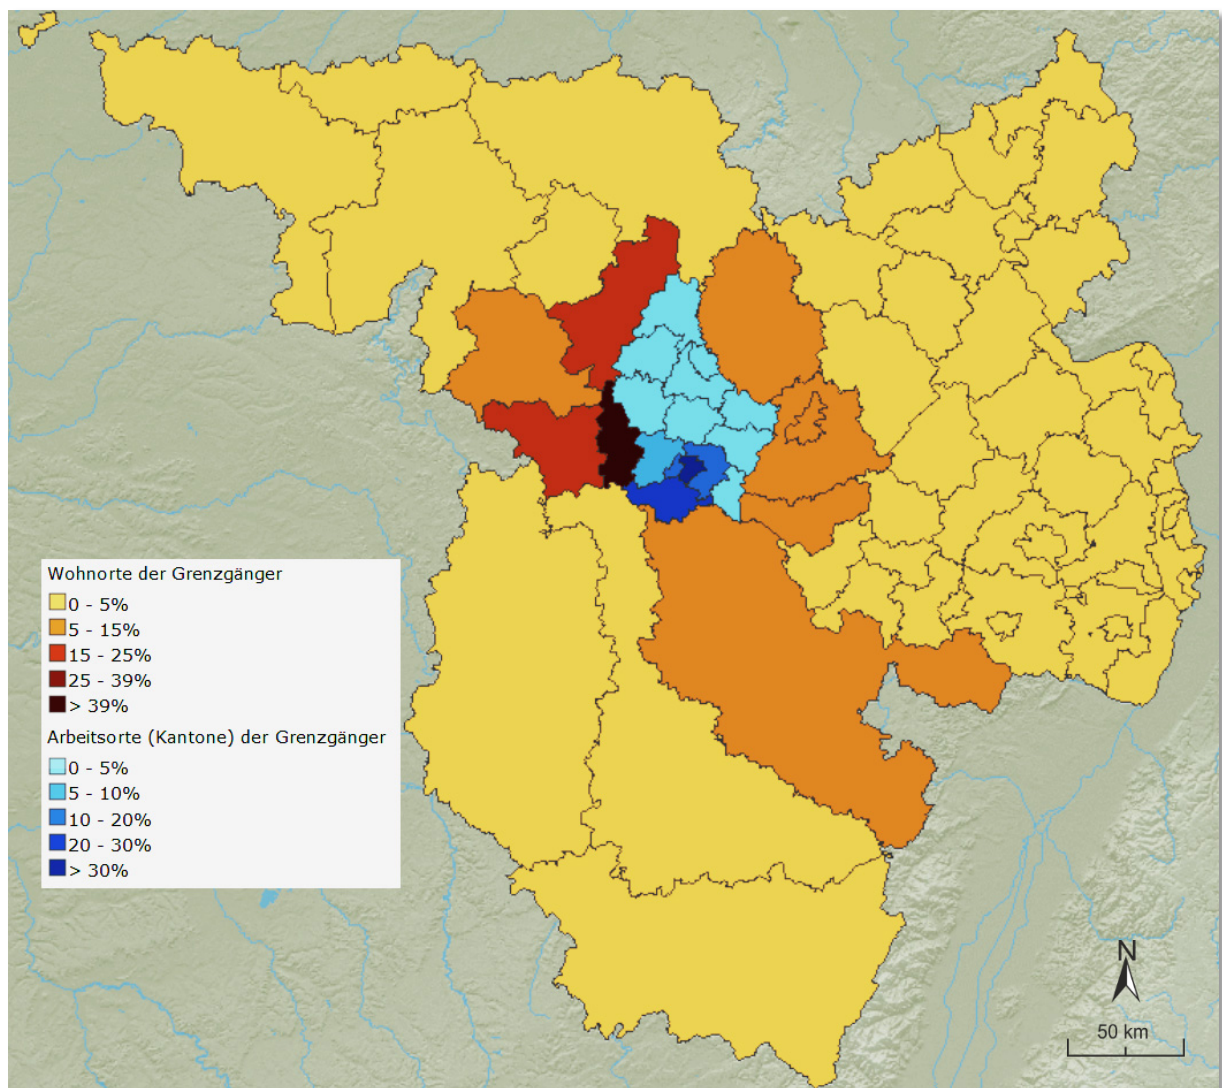 Wohnorte der Grenzgänger
0 - 5%
5 - 15%
15 - 25%
25 - 39%
> 39%
Arbeitsorte (Kantone) der Grenzgänger
0 - 5%
5 - 10%
10 - 20%
20 - 30%
> 30%
N
50 km